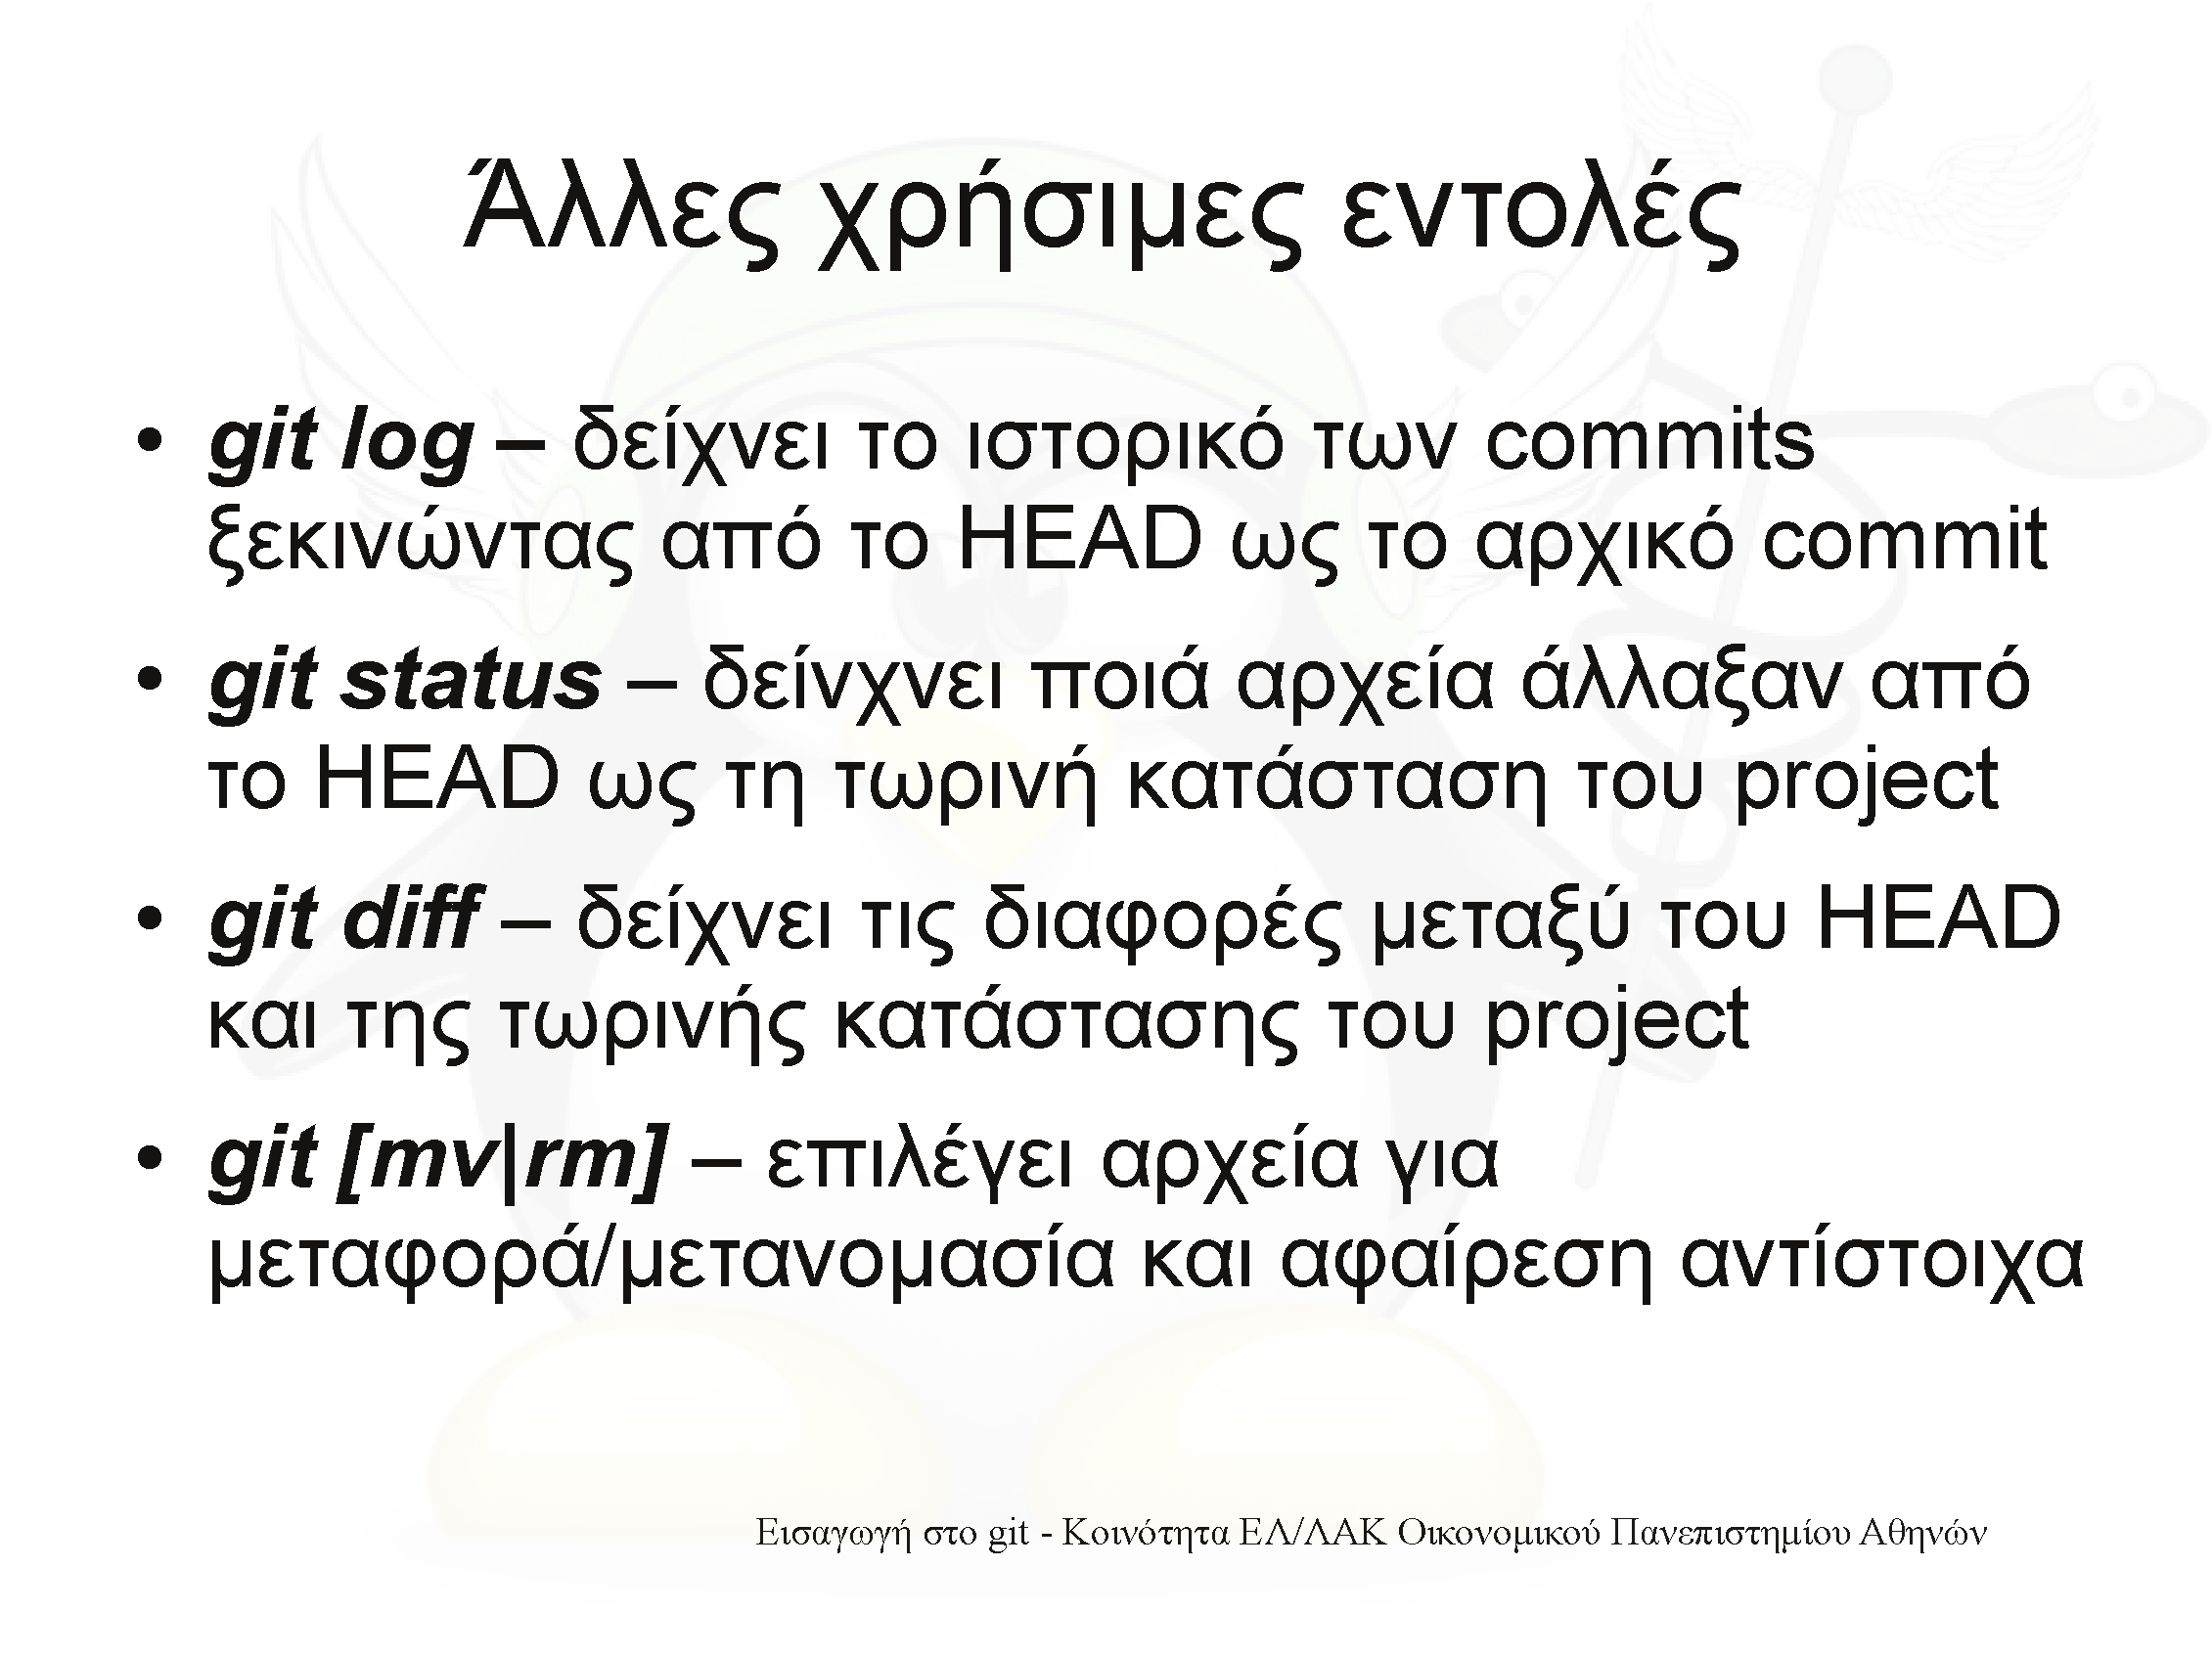 Άλλες χρήσιμες εντολές
• git log – δείχνει το ιστορικό των commits
ξεκινώντας από το HEAD ως το αρχικό commit
• git status – δείνχνει ποιά αρχεία άλλαξαν από
το HEAD ως τη τωρινή κατάσταση του project
• git diff – δείχνει τις διαφορές μεταξύ του HEAD
και της τωρινής κατάστασης του project
• git [mv|rm] – επιλέγει αρχεία για
μεταφορά/μετανομασία και αφαίρεση αντίστοιχα
Εισαγωγή στο git - Κοινότητα ΕΛ/ΛΑΚ Οικονομικού Πανεπιστημίου Αθηνών